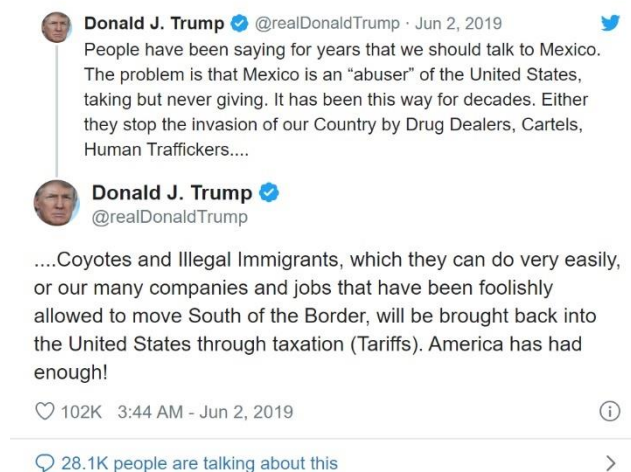 Donald J. Trump @realDonaldTrump · Jun 2, 2019
People have been saying for years that we should talk to Mexico.
The problem is that Mexico is an “abuser” of the United States,
taking but never giving. It has been this way for decades. Either
they stop the invasion of our Country by Drug Dealers, Cartels,
Human Traffickers....
Donald J. Trump
@realDonaldTrump
....Coyotes and Illegal Immigrants, which they can do very easily,
or our many companies and jobs that have been foolishly
allowed to move South of the Border, will be brought back into
the United States through taxation (Tariffs). America has had
enough!
102K 3:44 AM - Jun 2, 2019
28.1K people are talking about this